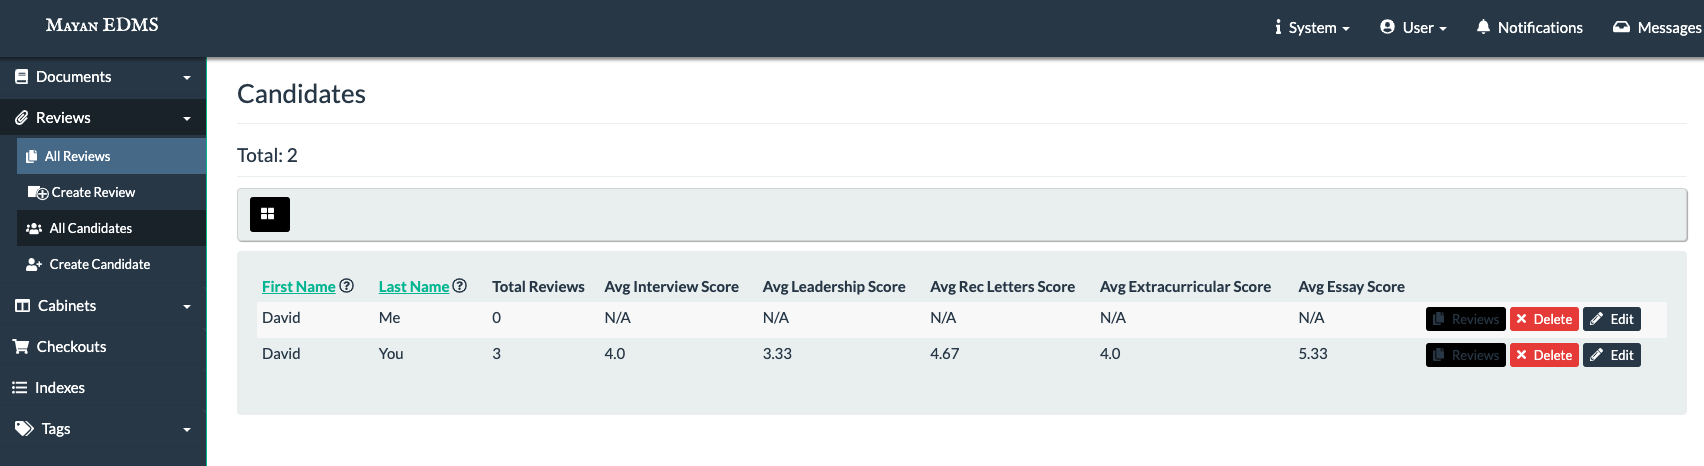 Mayan EDMS
System
User
Notifications
Messages
Documents
Reviews
All Reviews
Create Review
All Candidates
Create Candidate
Cabinets
Checkouts
Indexes
Tags
Candidates
Total: 2
First Name Last Name Total Reviews Avg Interview Score Avg Leadership Score Avg Rec Letters Score Avg Extracurricular Score Avg Essay Score
David Me 0 N/A N/A N/A N/A N/A Reviews Delete Edit
David You 3 4.0 3.33 4.67 4.0 5.33 Reviews Delete Edit